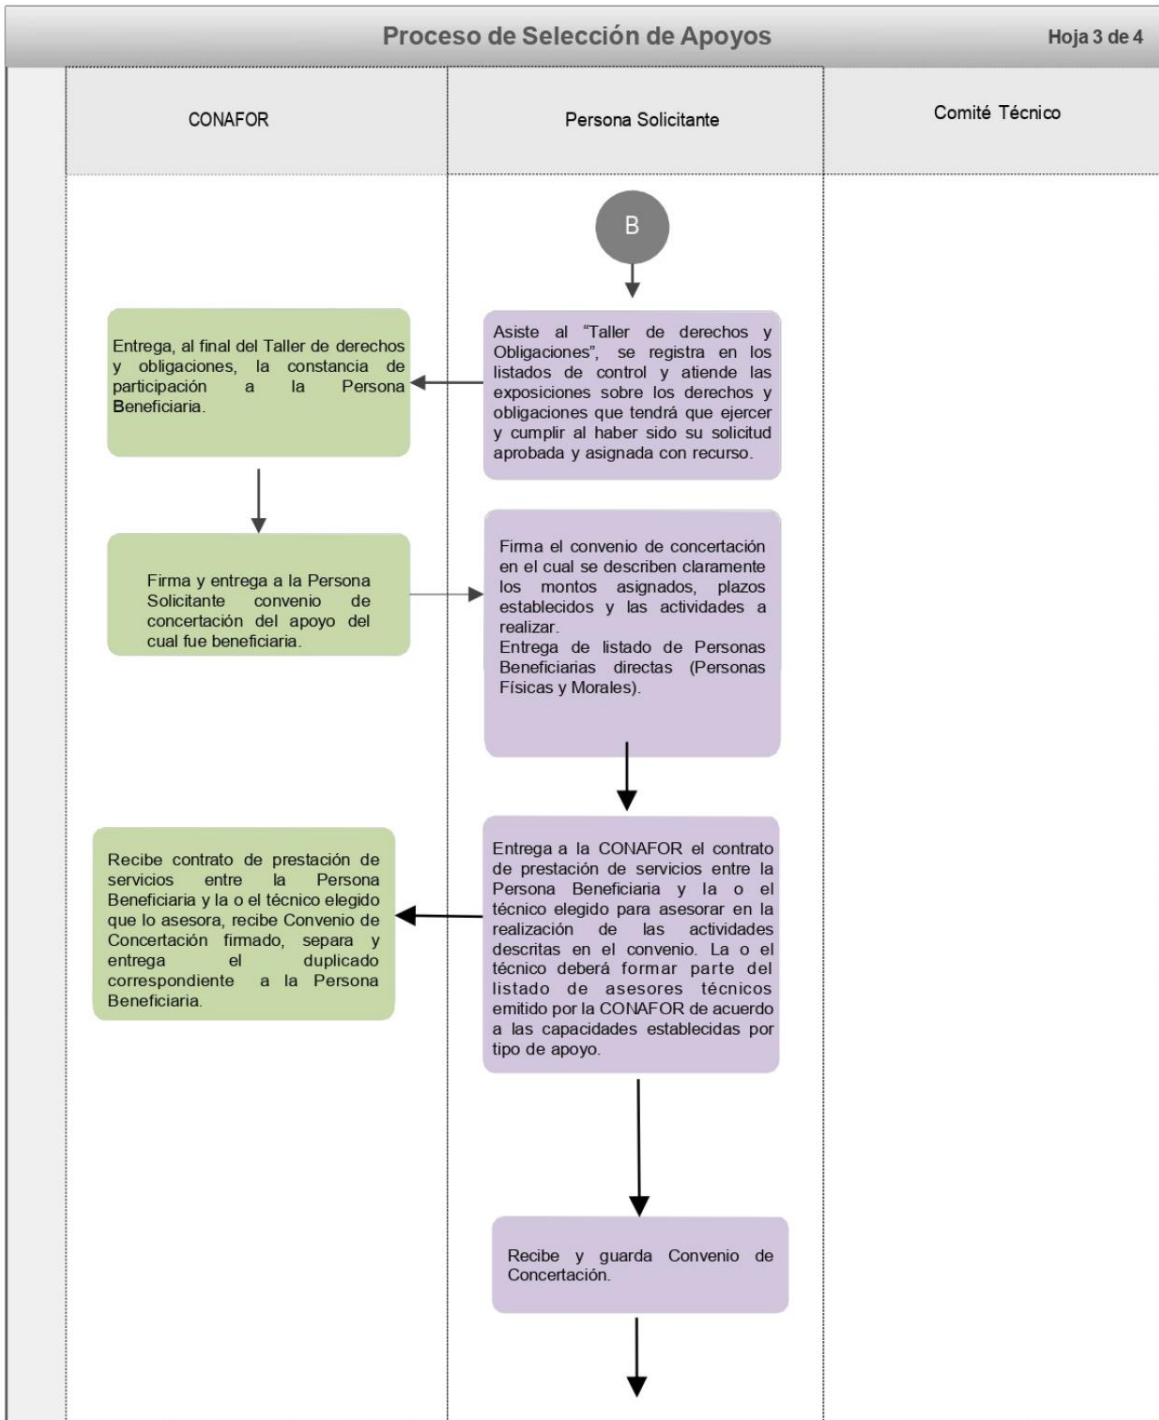 Proceso de Selección de Apoyos
Hoja 3 de 4
CONAFOR
Persona Solicitante
Comité Técnico
B
Asiste al “Taller de derechos y
Obligaciones”, se registra en los
listados de control y atiende las
exposiciones sobre los derechos y
obligaciones que tendrá que ejercer
y cumplir al haber sido su solicitud
aprobada y asignada con recurso.
Entrega, al final del Taller de derechos
y obligaciones, la constancia de
participación a la Persona
Beneficiaria.
Firma y entrega a la Persona
Solicitante convenio de
concertación del apoyo del
cual fue beneficiaria.
Firma el convenio de concertación
en el cual se describen claramente
los montos asignados, plazos
establecidos y las actividades a
realizar.
Entrega de listado de Personas
Beneficiarias directas (Personas
Físicas y Morales).
Entrega a la CONAFOR el contrato
de prestación de servicios entre la
Persona Beneficiaria y la o el
técnico elegido para asesorar en la
realización de las actividades
descritas en el convenio. La o el
técnico deberá formar parte del
listado de asesores técnicos
emitido por la CONAFOR de acuerdo
a las capacidades establecidas por
tipo de apoyo.
Recibe contrato de prestación de
servicios entre la Persona
Beneficiaria y la o el técnico elegido
que lo asesora, recibe Convenio de
Concertación firmado, separa y
entrega el duplicado
correspondiente a la Persona
Beneficiaria.
Recibe y guarda Convenio de
Concertación.